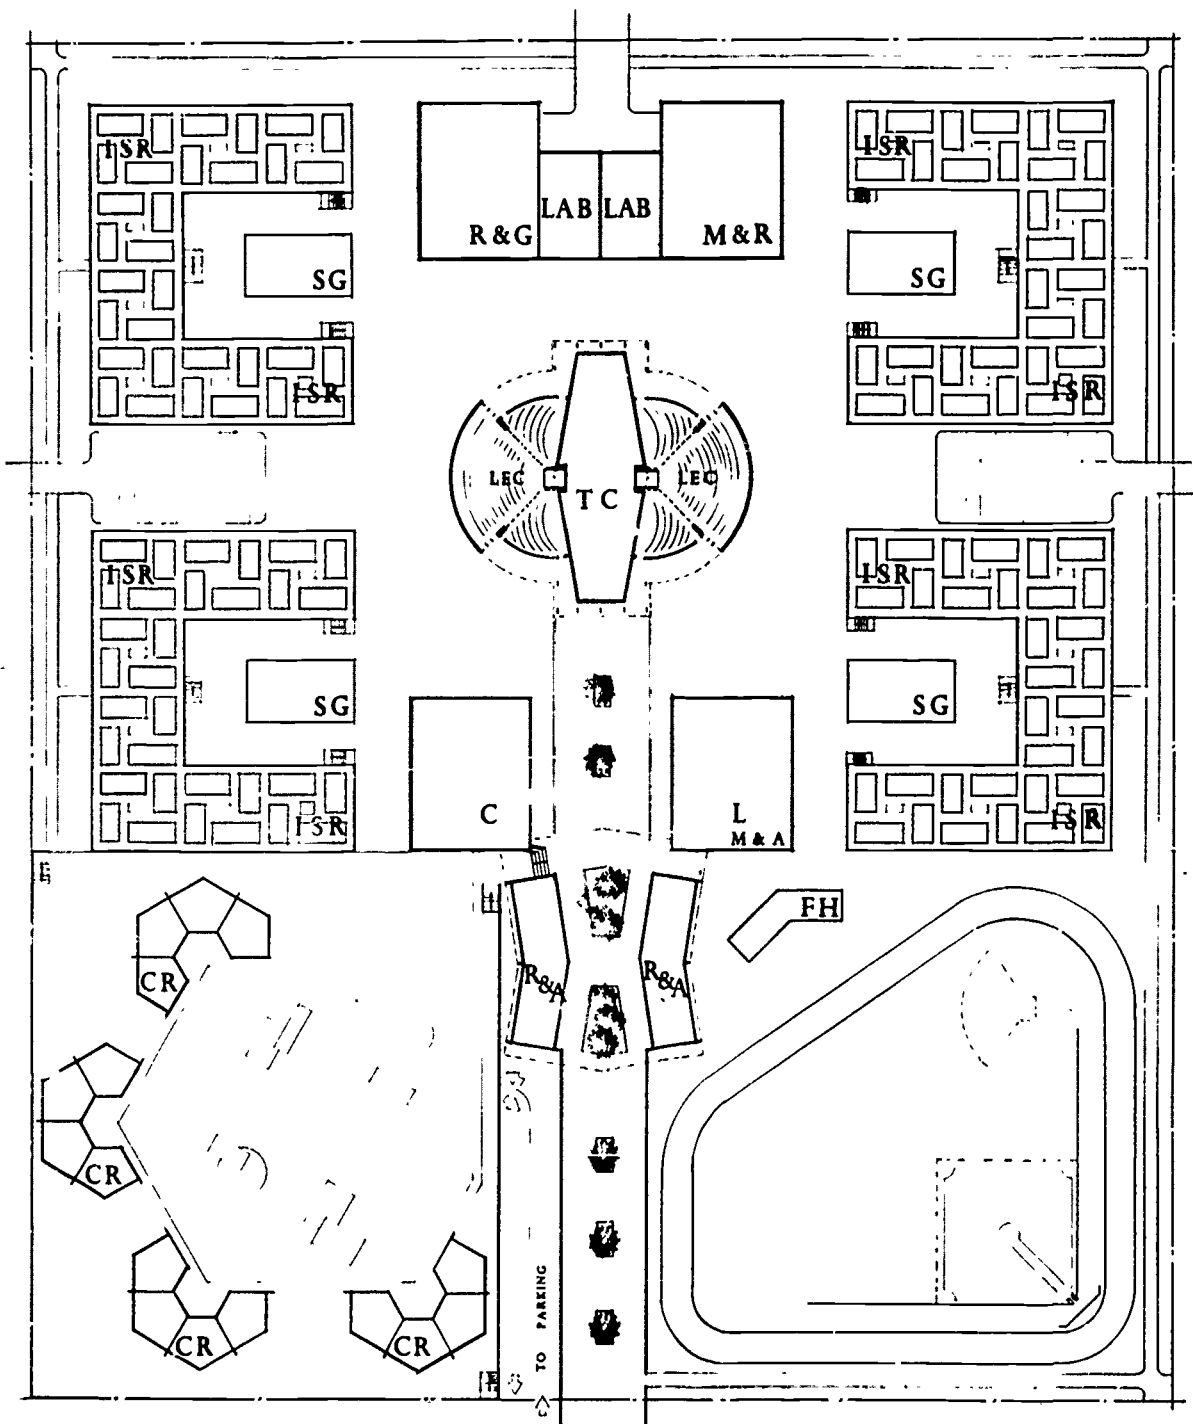 ISR
ISR
LAB
LAB
R&G
M&R
SG
SG
ISR
ISR
LEC
LEC
TC
ISR
ISR
SG
SG
C
L
M & A
ISR
ISR
FH
CR
R&A
R&A
CR
TO PARKING
CR
CR